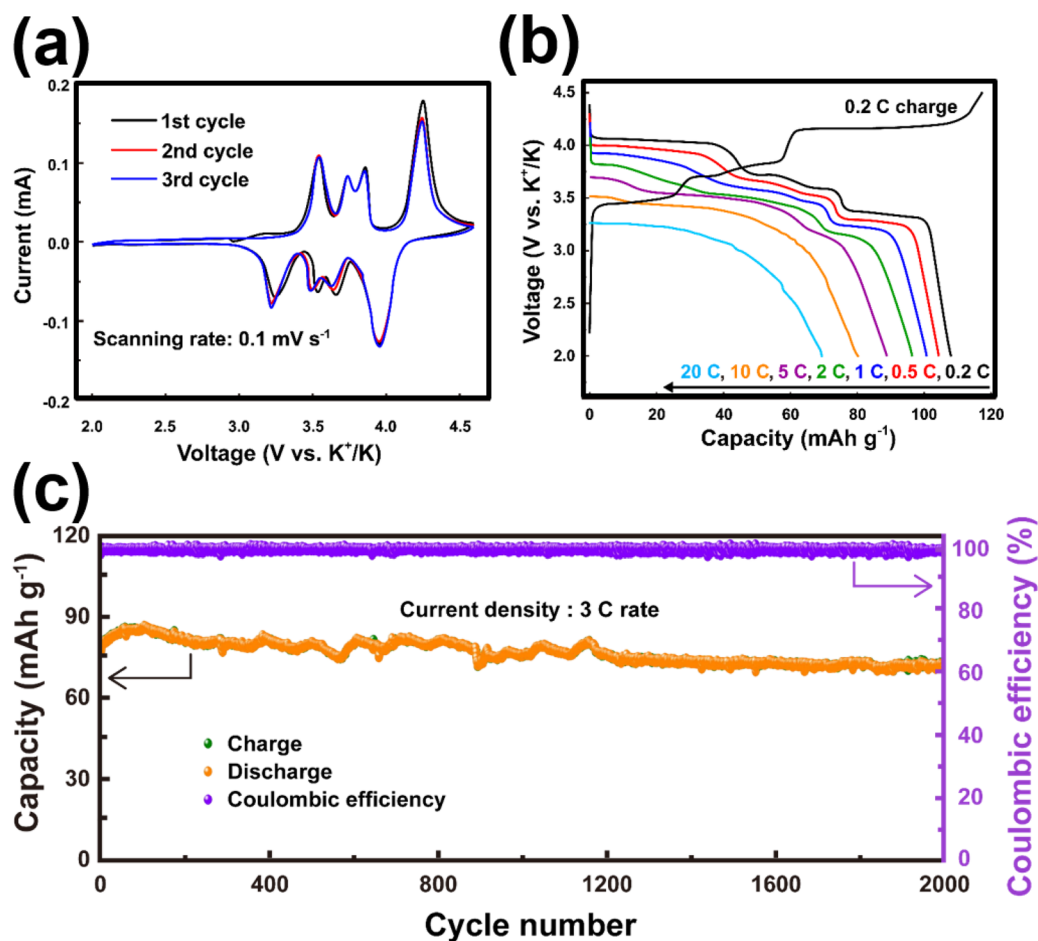 (a)
0.2
0.1
0.0
-0.1
-0.2
Current (mA)
1st cycle
2nd cycle
3rd cycle
Scanning rate: 0.1 mV s⁻¹
2.0 3.0 3.5 4.0 4.5
Voltage (V vs. K⁺/K)
(b)
4.5
4.0
3.5
3.0
2.5
2.0
Voltage (V vs. K⁺/K)
0.2 C charge
20 C, 10 C, 5 C, 2 C, 1 C, 0.5 C, 0.2 C
0 20 40 60 80 100 120
Capacity (mAh g⁻¹)
(c)
120
90
60
30
0
Capacity (mAh g⁻¹)
Current density : 3 C rate
Charge
Discharge
Coulombic efficiency
100
80
60
40
20
0
Coulombic efficiency (%)
0 400 800 1200 1600 2000
Cycle number